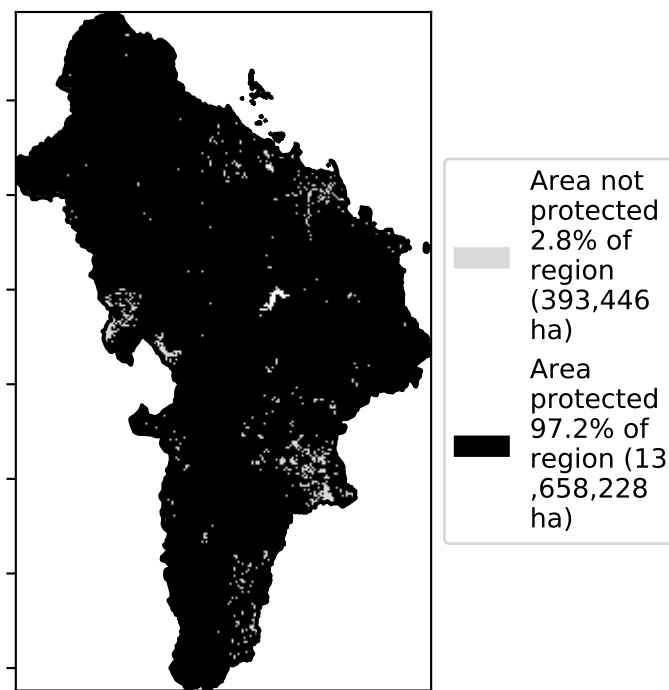 Area not
protected
2.8% of
region
(393,446
ha)
Area
protected
97.2% of
region (13
,658,228
ha)